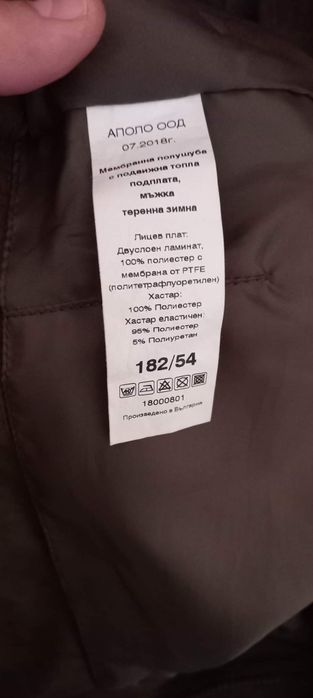 АПОЛО ООД
07.2018г.
Мембранна полушуба
с подвижна топла
подплата,
мъжка
теренна зимна
Лицев плат:
Двуслоен ламинат,
100% полиестер с
мембрана от PTFE
(политетрафлуоретилен)
Хастар:
100% Полиестер
Хастар еластичен:
95% Полиестер
5% Полиуретан
182/54
18000801
Произведено в България